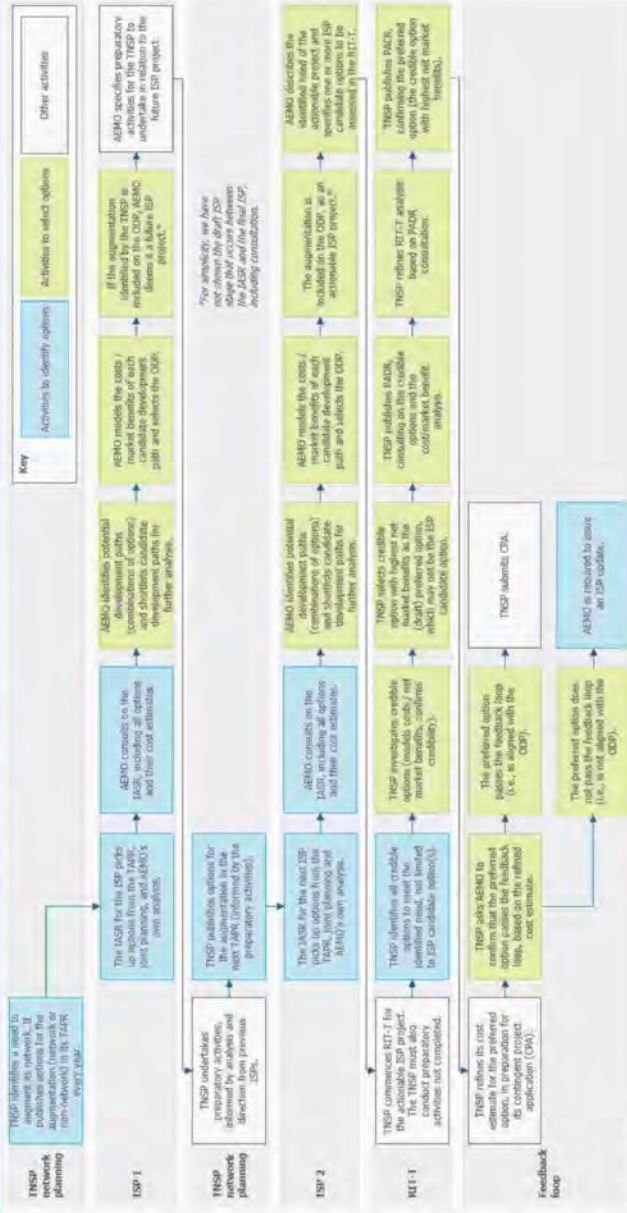 Key
Activities to identify options
Activities to select options
Other activities
TNSP
network
planning
TNSP identifies a need to
augment its network. It
publishes options for the
augmentation (network or
non-network) in its TAPR
every year.
ISP 1
The IASR for the ISP picks
up options from the TAPR,
joint planning, and AEMO's
own analysis.
AEMO consults on the
IASR, including all options
and their cost estimates.
AEMO identifies potential
development paths
(combinations of options)
and shortlists candidate
development paths for
further analysis.
AEMO models the costs /
market benefits of each
candidate development
path and selects the ODP.
If the augmentation
identified by the TNSP is
included on the ODP, AEMO
deems it a future ISP
project.*
AEMO specifies preparatory
activities for the TNSP to
undertake in relation to the
future ISP project.
TNSP
network
planning
TNSP undertakes
preparatory activities,
informed by analysis and
direction from previous
ISPs.
TNSP publishes options for
the augmentation in the
next TAPR (informed by the
preparatory activities).
*For simplicity, we have
not shown the draft ISP
stage that occurs between
the IASR and the final ISP,
including consultation.
ISP 2
The IASR for the next ISP
picks up options from the
TAPR, joint planning and
AEMO's own analysis.
AEMO consults on the
IASR, including all options
and their cost estimates.
AEMO identifies potential
development paths
(combinations of options)
and shortlists candidate
development paths for
further analysis.
AEMO models the costs /
market benefits of each
candidate development
path and selects the ODP.
The augmentation is
included on the ODP, as an
actionable ISP project.*
AEMO describes the
identified need of the
actionable project and
specifies one or more ISP
candidate options to be
assessed in the RIT-T.
RIT-T
TNSP commences RIT-T for
the actionable ISP project.
The TNSP must also
conduct preparatory
activities not completed.
TNSP identifies all credible
options to meet the
identified need, not limited
to ISP candidate option(s).
TNSP investigates credible
options (models costs / net
market benefits, confirms
credibility).
TNSP selects credible
option with highest net
market benefits as the
(draft) preferred option,
which may not be the ISP
candidate option.
TNSP publishes PADR,
consulting on the credible
options and the
cost/market benefit
analysis.
TNSP refines RIT-T analysis
based on PADR
consultation.
TNSP publishes PACR,
confirming the preferred
option (the credible option
with highest net market
benefits).
Feedback
loop
TNSP refines its cost
estimate for the preferred
option, in preparation for
its contingent project
application (CPA).
TNSP asks AEMO to
confirm that the preferred
option passes the feedback
loop, based on the refined
cost estimate.
The preferred option
passes the feedback loop
(i.e., is aligned with the
ODP).
TNSP submits CPA.
The preferred option does
not pass the feedback loop
(i.e., is not aligned with the
ODP).
AEMO is required to issue
an ISP update.